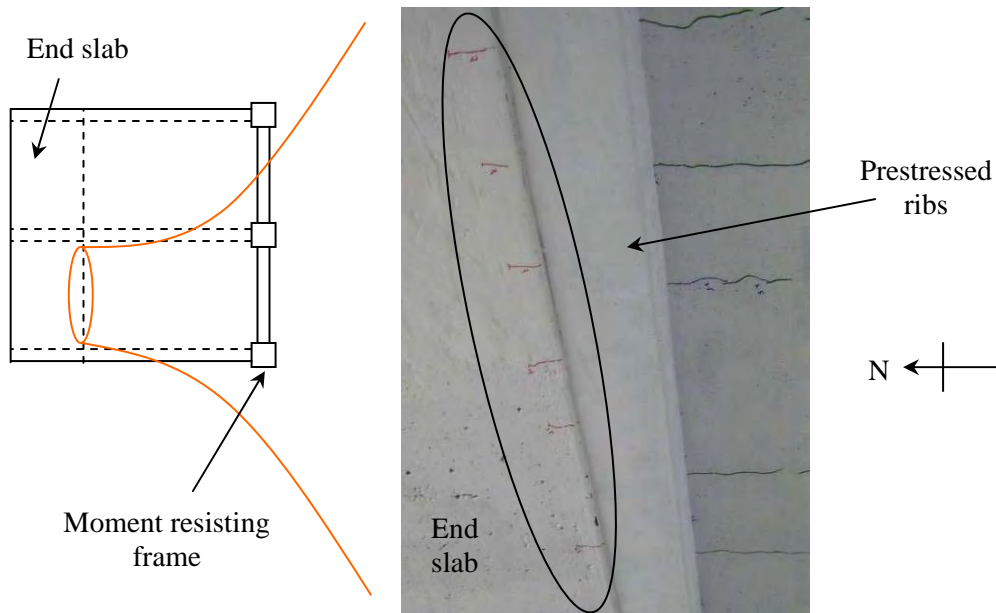 End slab
Prestressed
ribs
N
Moment resisting
frame
End
slab